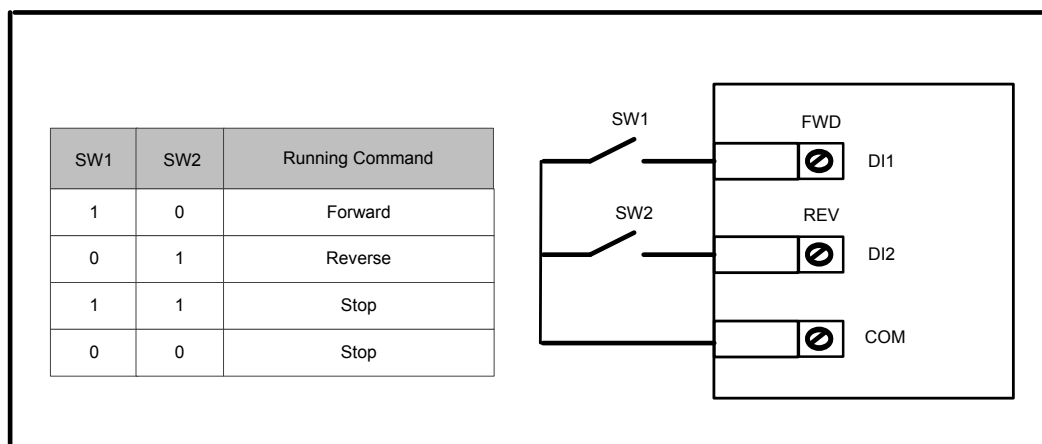 SW1 SW2 Running Command
1 0 Forward
0 1 Reverse
1 1 Stop
0 0 Stop
SW1
FWD
DI1
SW2
REV
DI2
COM